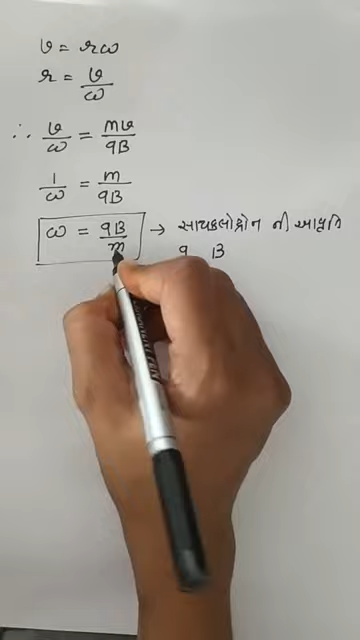 v = rω
r = v/ω
∴ v/ω = mv/qB
1/ω = m/qB
ω = qB/m → સાયક્લોટ્રોન ની આવૃતિ
q B